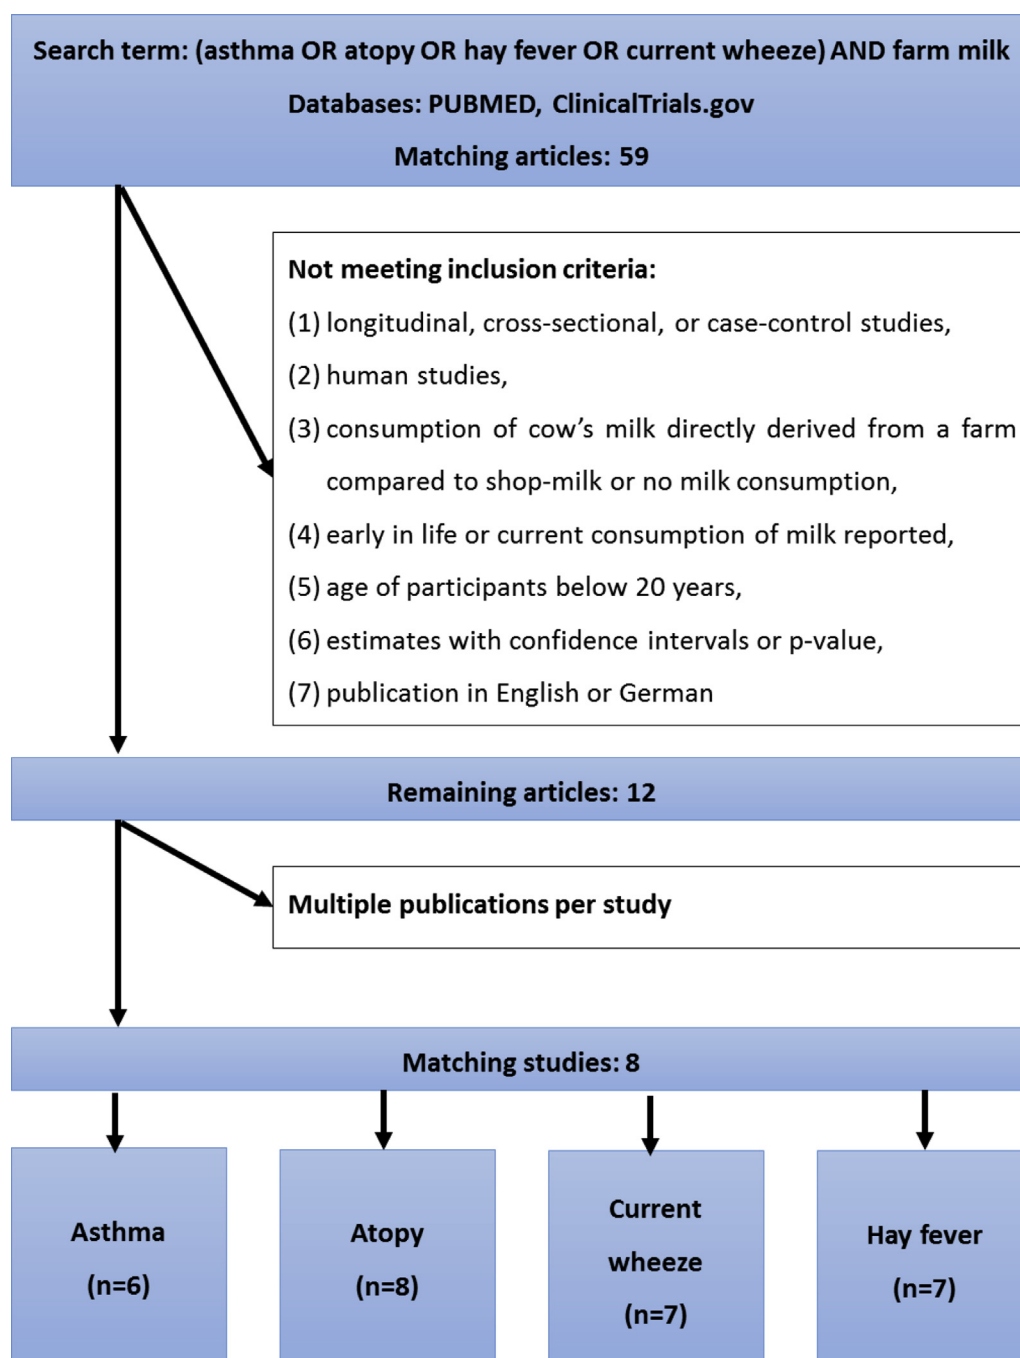 Search term: (asthma OR atopy OR hay fever OR current wheeze) AND farm milk
Databases: PUBMED, ClinicalTrials.gov
Matching articles: 59
Not meeting inclusion criteria:
(1) longitudinal, cross-sectional, or case-control studies,
(2) human studies,
(3) consumption of cow’s milk directly derived from a farm
compared to shop-milk or no milk consumption,
(4) early in life or current consumption of milk reported,
(5) age of participants below 20 years,
(6) estimates with confidence intervals or p-value,
(7) publication in English or German
Remaining articles: 12
Multiple publications per study
Matching studies: 8
Asthma
(n=6)
Atopy
(n=8)
Current
wheeze
(n=7)
Hay fever
(n=7)